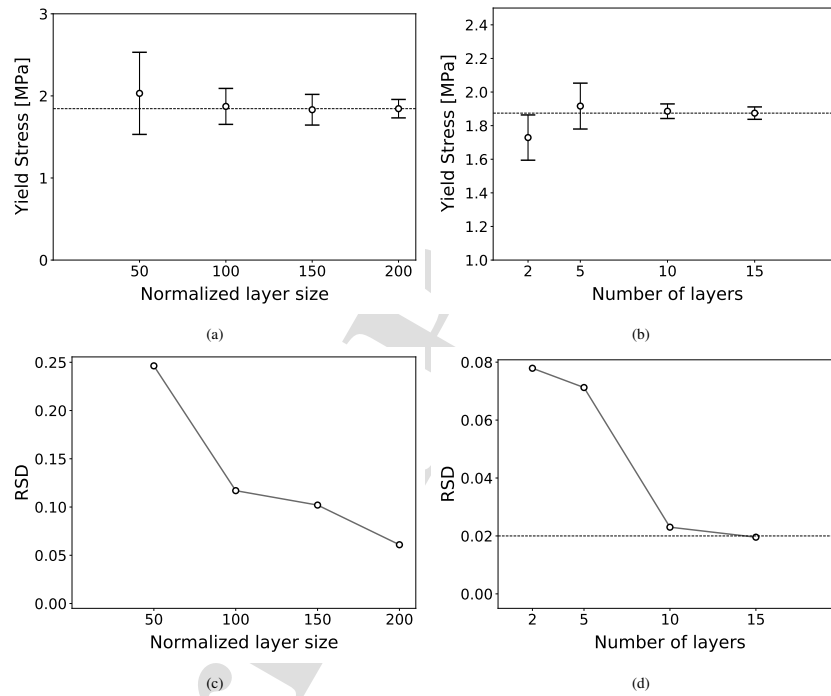 3
2
1
0
Yield Stress [MPa]
50 100 150 200
Normalized layer size
(a)
2.4
2.2
2.0
1.8
1.6
1.4
1.2
1.0
Yield Stress [MPa]
2 5 10 15
Number of layers
(b)
0.25
0.20
0.15
0.10
0.05
0.00
RSD
50 100 150 200
Normalized layer size
(c)
0.08
0.06
0.04
0.02
0.00
RSD
2 5 10 15
Number of layers
(d)